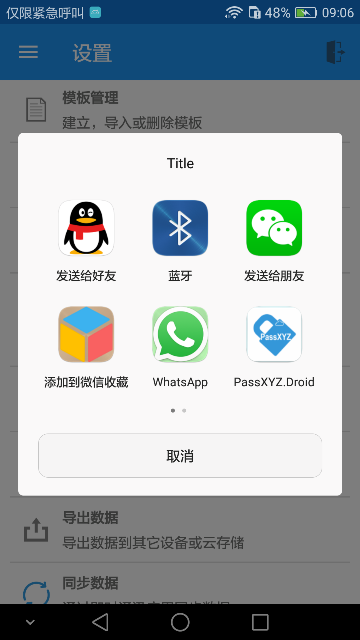 仅限紧急呼叫 48% 09:06
设置
模板管理
建立，导入或删除模板
Title
发送给好友 蓝牙 发送给朋友
PassXYZ
添加到微信收藏 WhatsApp PassXYZ.Droid
取消
导出数据
导出数据到其它设备或云存储
同步数据